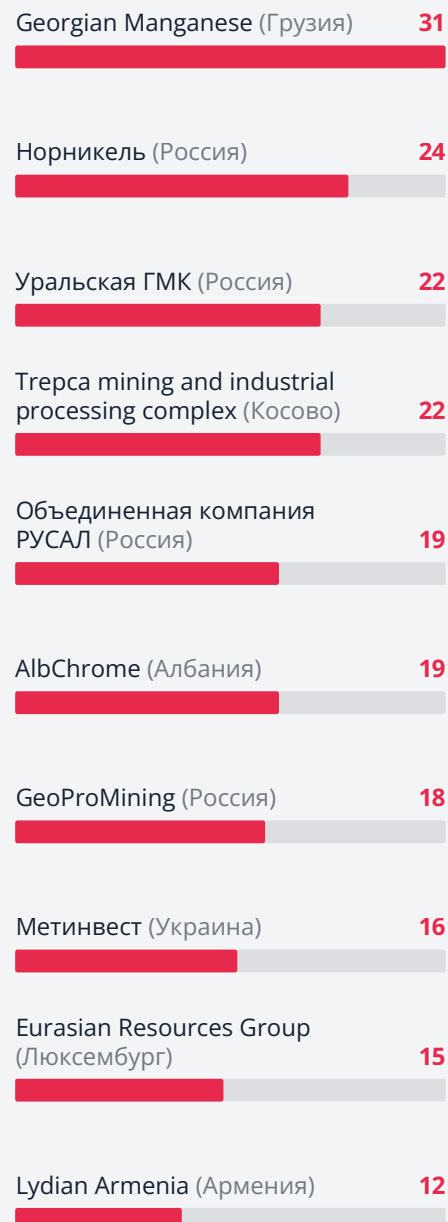 Georgian Manganese (Грузия) 31
Норникель (Россия) 24
Уральская ГМК (Россия) 22
Trepca mining and industrial
processing complex (Косово) 22
Объединенная компания
РУСАЛ (Россия) 19
AlbChrome (Албания) 19
GeoProMining (Россия) 18
Метинвест (Украина) 16
Eurasian Resources Group
(Люксембург) 15
Lydian Armenia (Армения) 12